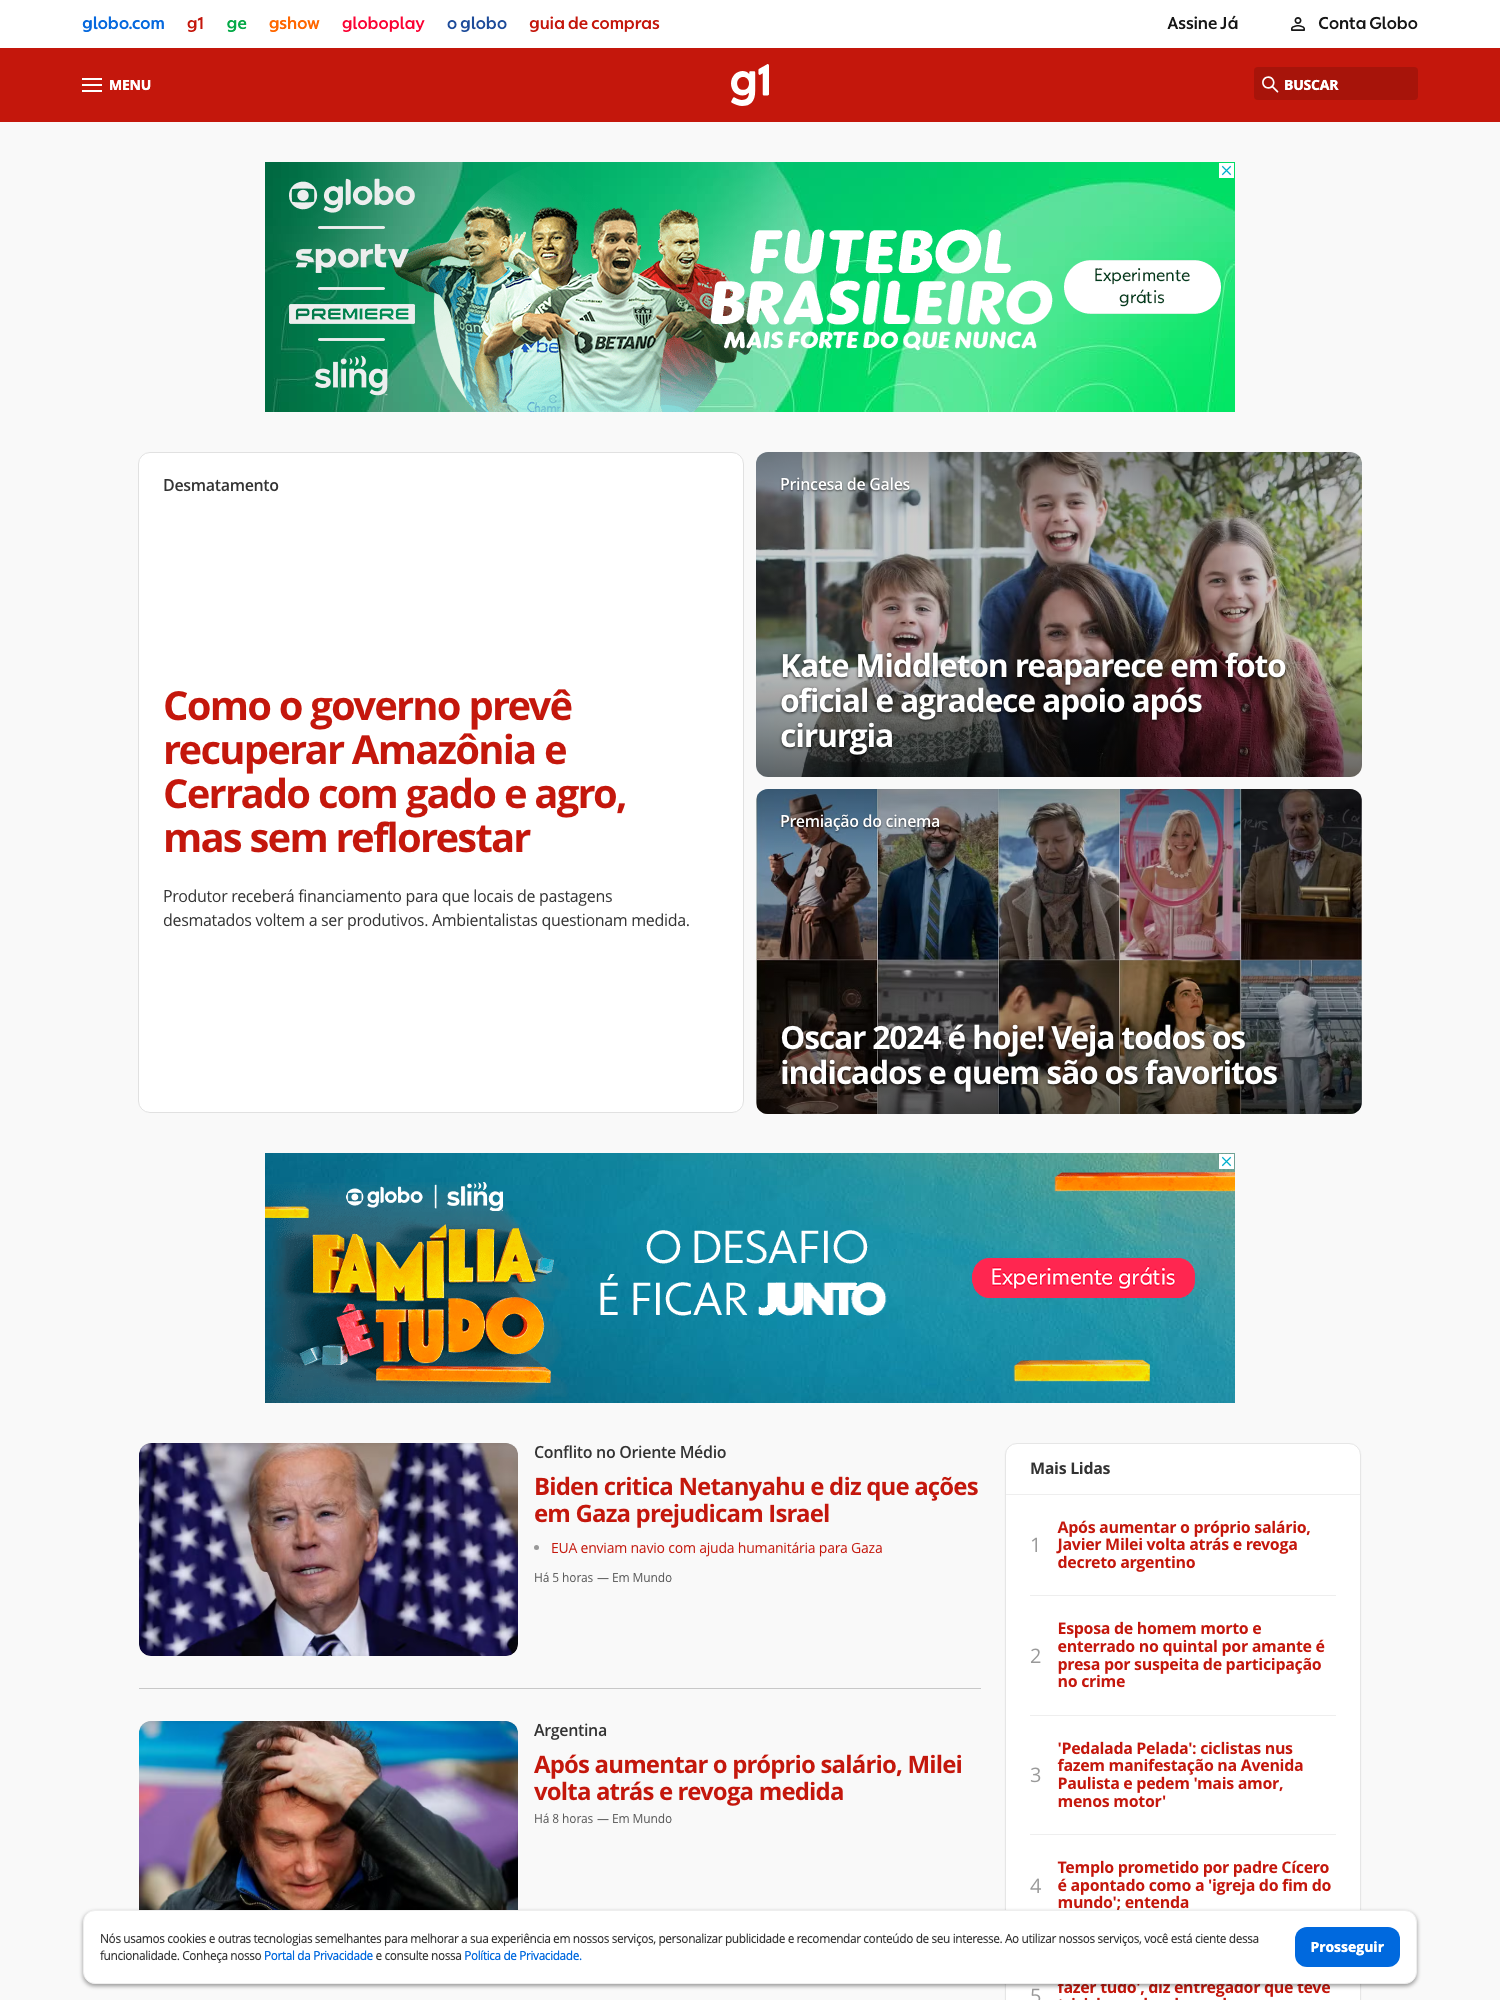 globo.com g1 ge gshow globoplay o globo guia de compras Assine Já Conta Globo
MENU g1 BUSCAR
globo
sportv
PREMIERE
sling
FUTEBOL
BRASILEIRO
MAIS FORTE DO QUE NUNCA
Experimente
grátis
BETANO
Desmatamento
Como o governo prevê
recuperar Amazônia e
Cerrado com gado e agro,
mas sem reflorestar
Produtor receberá financiamento para que locais de pastagens
desmatados voltem a ser produtivos. Ambientalistas questionam medida.
Princesa de Gales
Kate Middleton reaparece em foto
oficial e agradece apoio após
cirurgia
Premiação do cinema
Oscar 2024 é hoje! Veja todos os
indicados e quem são os favoritos
globo | sling
FAMÍLIA
É TUDO
O DESAFIO
É FICAR JUNTO
Experimente grátis
Conflito no Oriente Médio
Biden critica Netanyahu e diz que ações
em Gaza prejudicam Israel
EUA enviam navio com ajuda humanitária para Gaza
Há 5 horas — Em Mundo
Argentina
Após aumentar o próprio salário, Milei
volta atrás e revoga medida
Há 8 horas — Em Mundo
Mais Lidas
1
Após aumentar o próprio salário,
Javier Milei volta atrás e revoga
decreto argentino
2
Esposa de homem morto e
enterrado no quintal por amante é
presa por suspeita de participação
no crime
3
'Pedalada Pelada': ciclistas nus
fazem manifestação na Avenida
Paulista e pedem 'mais amor,
menos motor'
4
Templo prometido por padre Cícero
é apontado como a 'igreja do fim do
mundo'; entenda
5
fazer tudo', diz entregador que teve
Nós usamos cookies e outras tecnologias semelhantes para melhorar a sua experiência em nossos serviços, personalizar publicidade e recomendar conteúdo de seu interesse. Ao utilizar nossos serviços, você está ciente dessa
funcionalidade. Conheça nosso Portal da Privacidade e consulte nossa Política de Privacidade.
Prosseguir